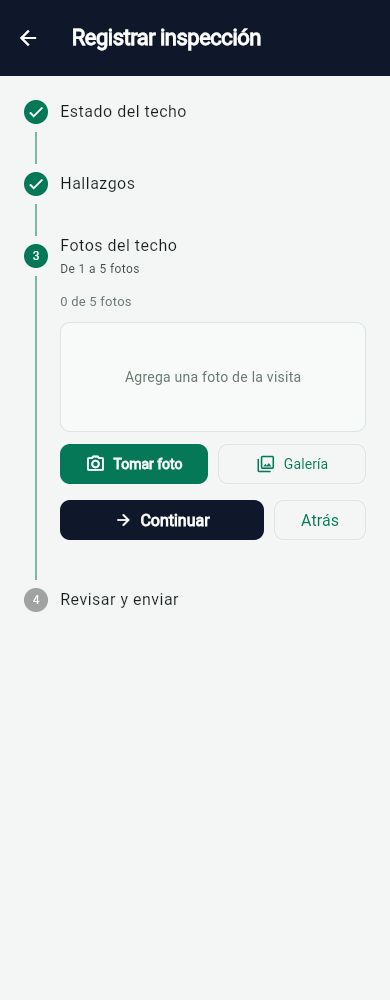 Registrar inspección
Estado del techo
Hallazgos
3
Fotos del techo
De 1 a 5 fotos
0 de 5 fotos
Agrega una foto de la visita
Tomar foto
Galería
Continuar
Atrás
4
Revisar y enviar